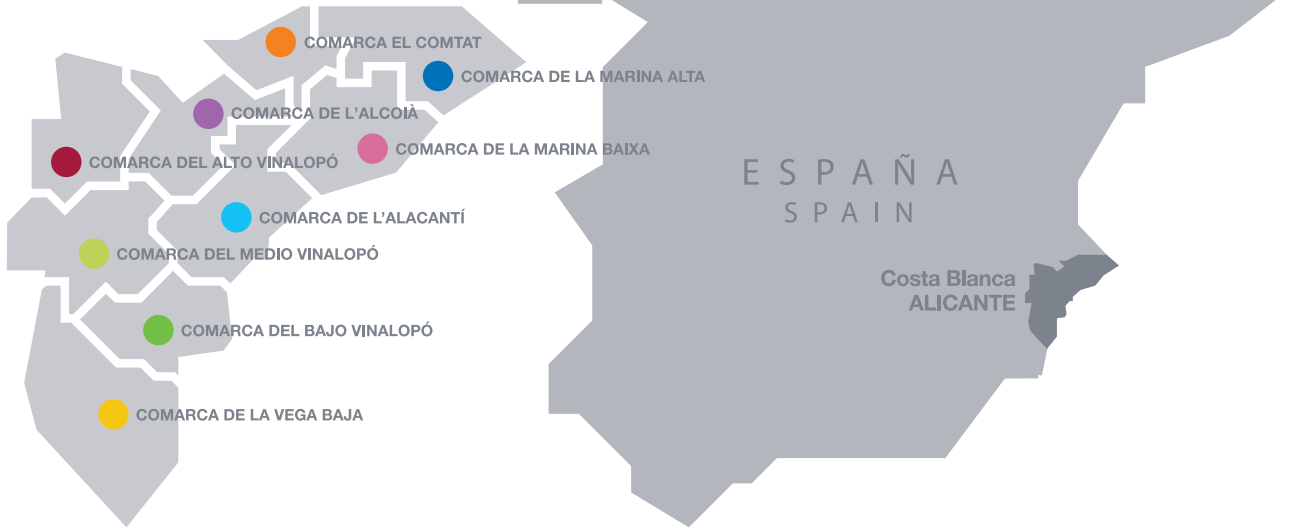 COMARCA EL COMTAT
COMARCA DE LA MARINA ALTA
COMARCA DE L'ALCOIÀ
COMARCA DE LA MARINA BAIXA
COMARCA DEL ALTO VINALOPÓ
COMARCA DE L'ALACANTÍ
COMARCA DEL MEDIO VINALOPÓ
COMARCA DEL BAJO VINALOPÓ
COMARCA DE LA VEGA BAJA
ESPAÑA
SPAIN
Costa Blanca
ALICANTE